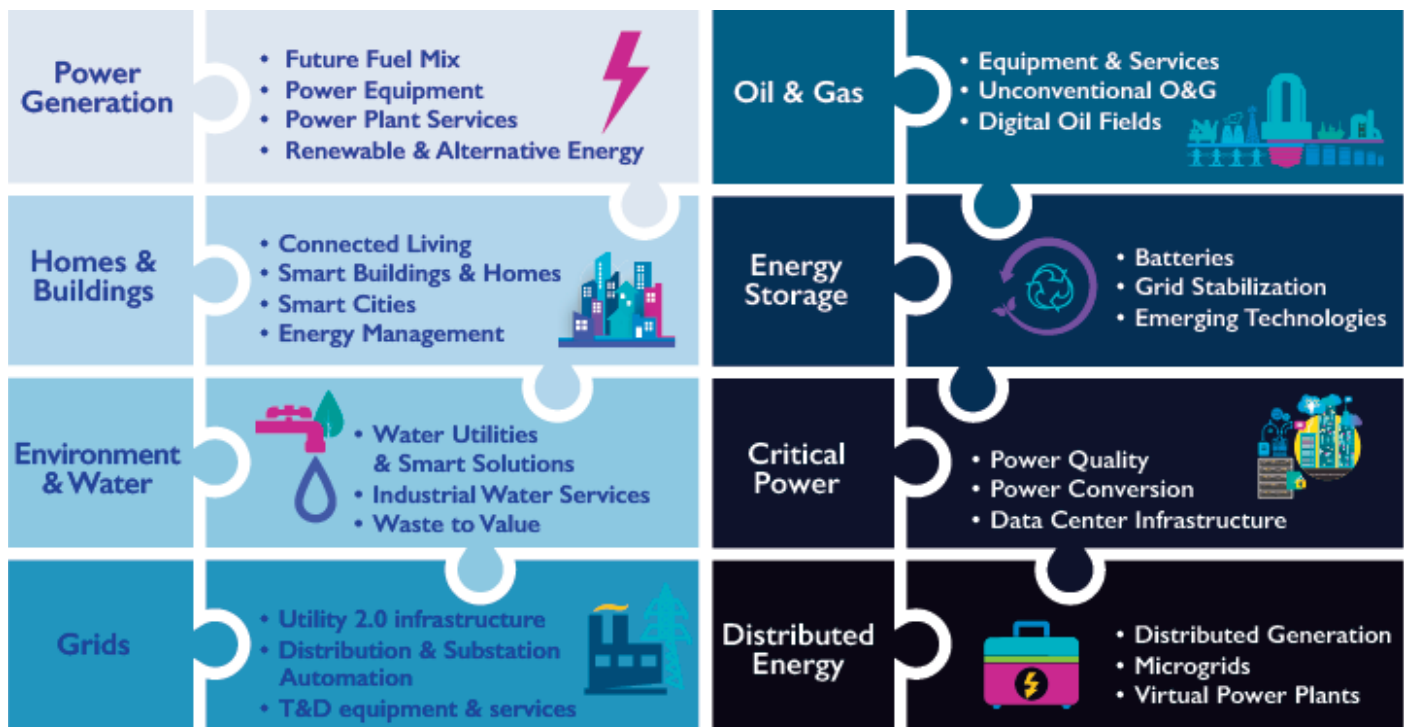 Power
Generation
• Future Fuel Mix
• Power Equipment
• Power Plant Services
• Renewable & Alternative Energy
Homes &
Buildings
• Connected Living
• Smart Buildings & Homes
• Smart Cities
• Energy Management
Environment
& Water
• Water Utilities
& Smart Solutions
• Industrial Water Services
• Waste to Value
Grids
• Utility 2.0 infrastructure
• Distribution & Substation
Automation
• T&D equipment & services
Oil & Gas
• Equipment & Services
• Unconventional O&G
• Digital Oil Fields
Energy
Storage
• Batteries
• Grid Stabilization
• Emerging Technologies
Critical
Power
• Power Quality
• Power Conversion
• Data Center Infrastructure
Distributed
Energy
• Distributed Generation
• Microgrids
• Virtual Power Plants